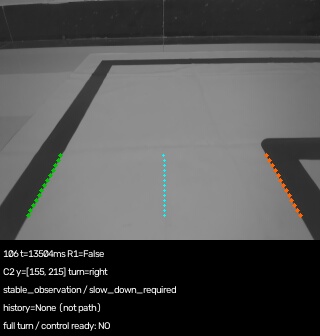 106 t=13504ms R1=False
C2 y=[155, 215] turn=right
stable_observation / slow_down_required
history=None (not path)
full turn / control ready: NO